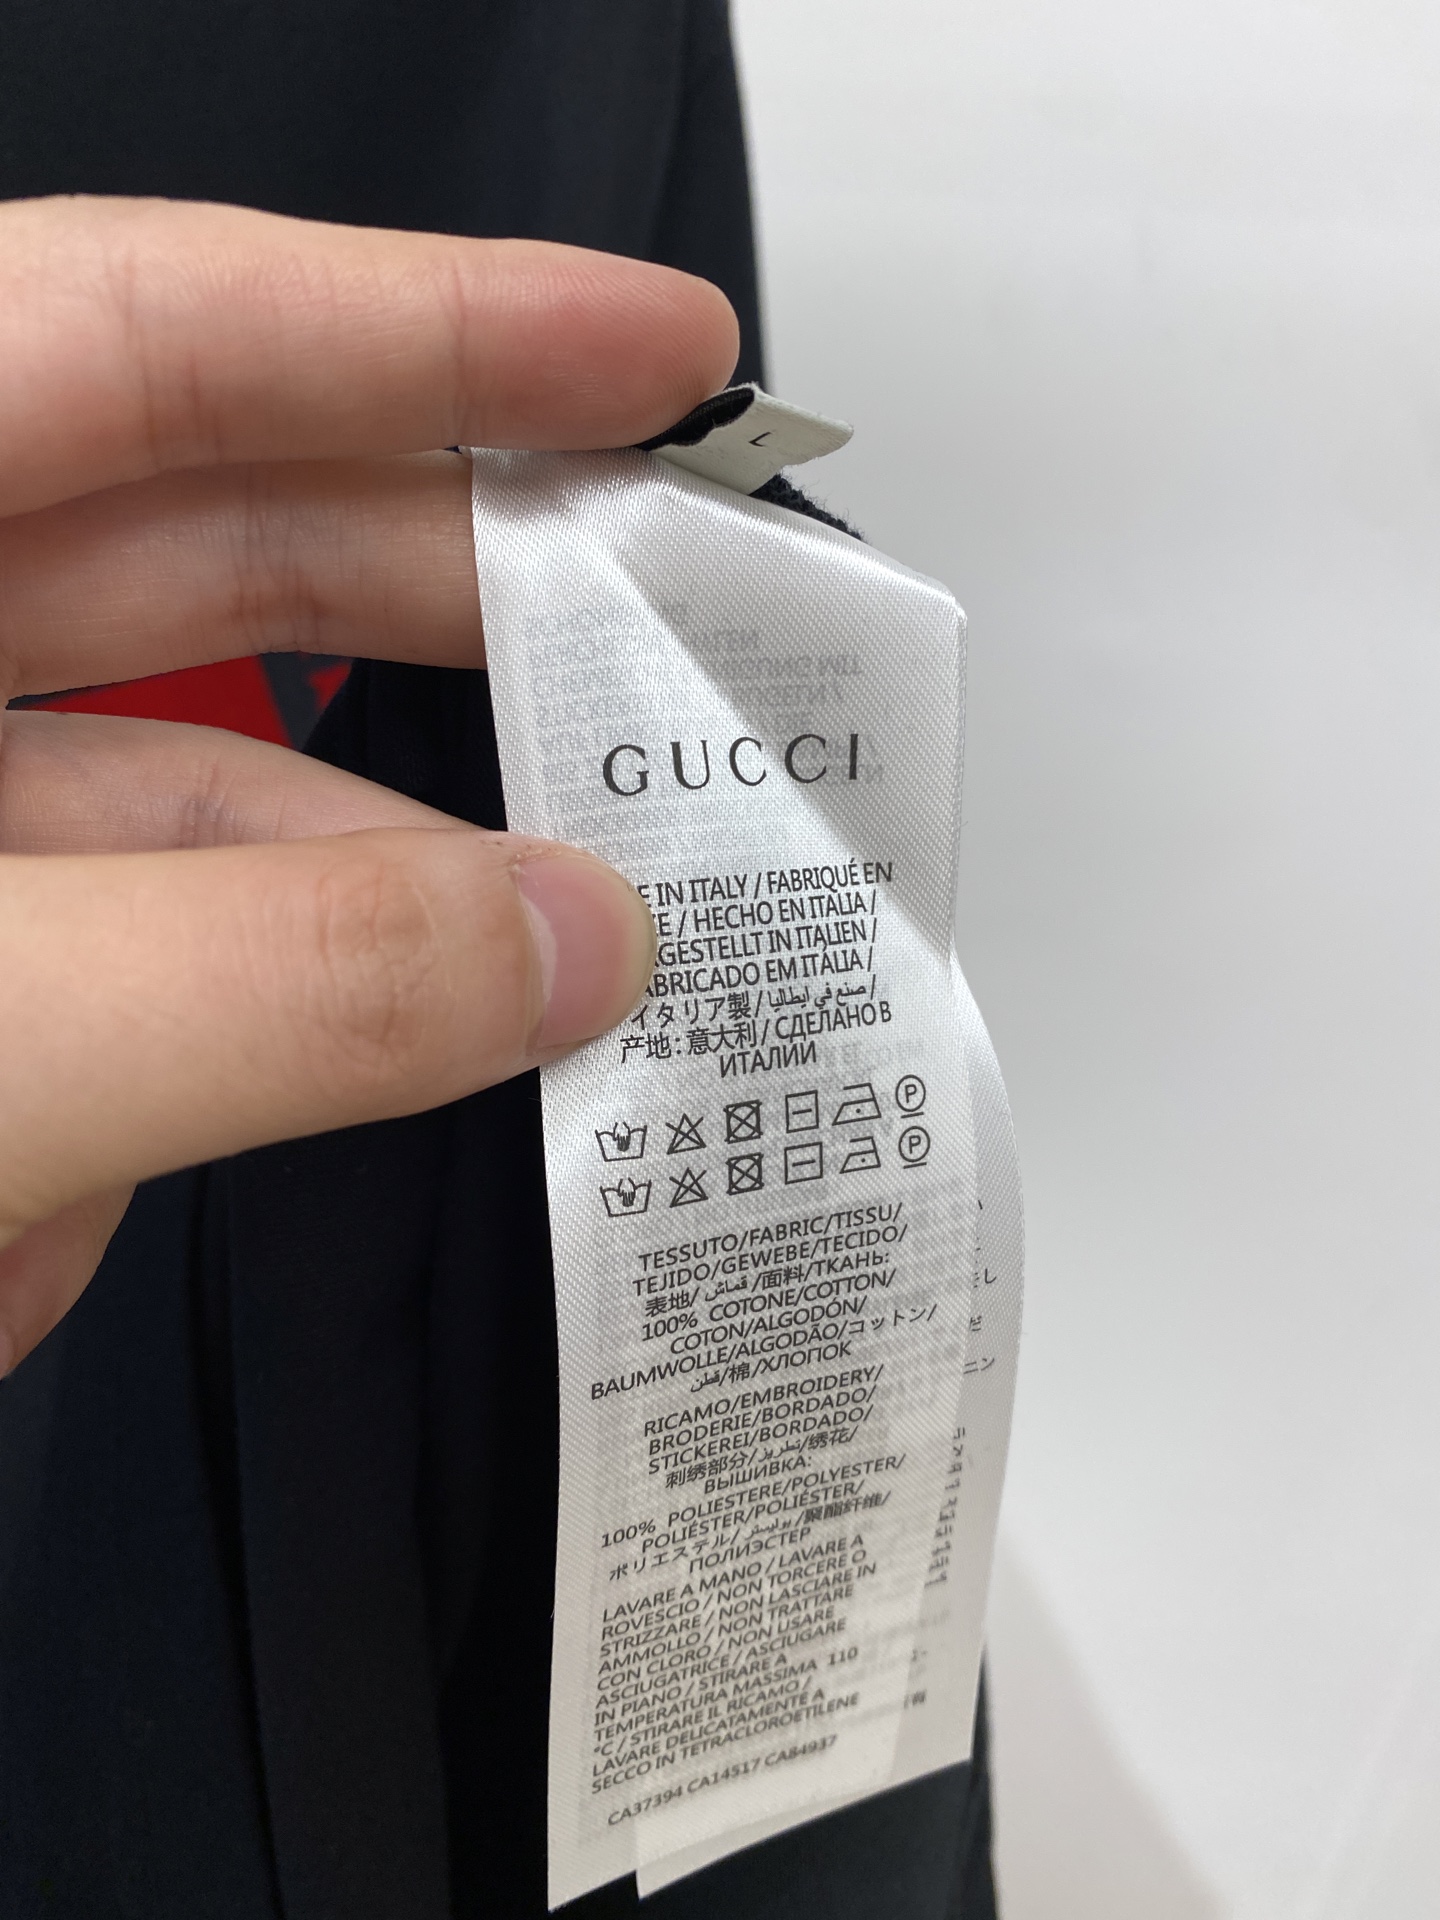 L
GUCCI
IN ITALY / FABRIQUÉ EN
/ HECHO EN ITALIA /
IN ITALIEN /
EM ITÁLIA /
イタリア製 / صنع في إيطاليا /
产地 : 意大利 / СДЕЛАНО В
ИТАЛИИ
P
P
TESSUTO/FABRIC/TISSU/
TEJIDO/GEWEBE/TECIDO/
表地/ قماش /面料/ТКАНЬ:
100% COTONE/COTTON/
COTON/ALGODÓN/
BAUMWOLLE/ALGODÃO/コットン/
قطن/棉/ХЛОПОК
RICAMO/EMBROIDERY/
BRODERIE/BORDADO/
STICKEREI/BORDADO/
刺绣部分/تطريز/绣花/
ВЫШИВКА:
100% POLIESTERE/POLYESTER/
POLIÉSTER/POLIÉSTER/
ポリエステル/ بوليستر /聚酯纤维/
ПОЛИЭСТЕР
LAVARE A MANO / LAVARE A
ROVESCIO / NON TORCERE O
STRIZZARE / NON LASCIARE IN
AMMOLLO / NON TRATTARE
CON CLORO / NON USARE
ASCIUGATRICE / ASCIUGARE
IN PIANO / STIRARE A
TEMPERATURA MASSIMA 110
°C / STIRARE IL RICAMO /
LAVARE DELICATAMENTE A
SECCO IN TETRACLOROETILENE
CA37394 CA14517 CA84937